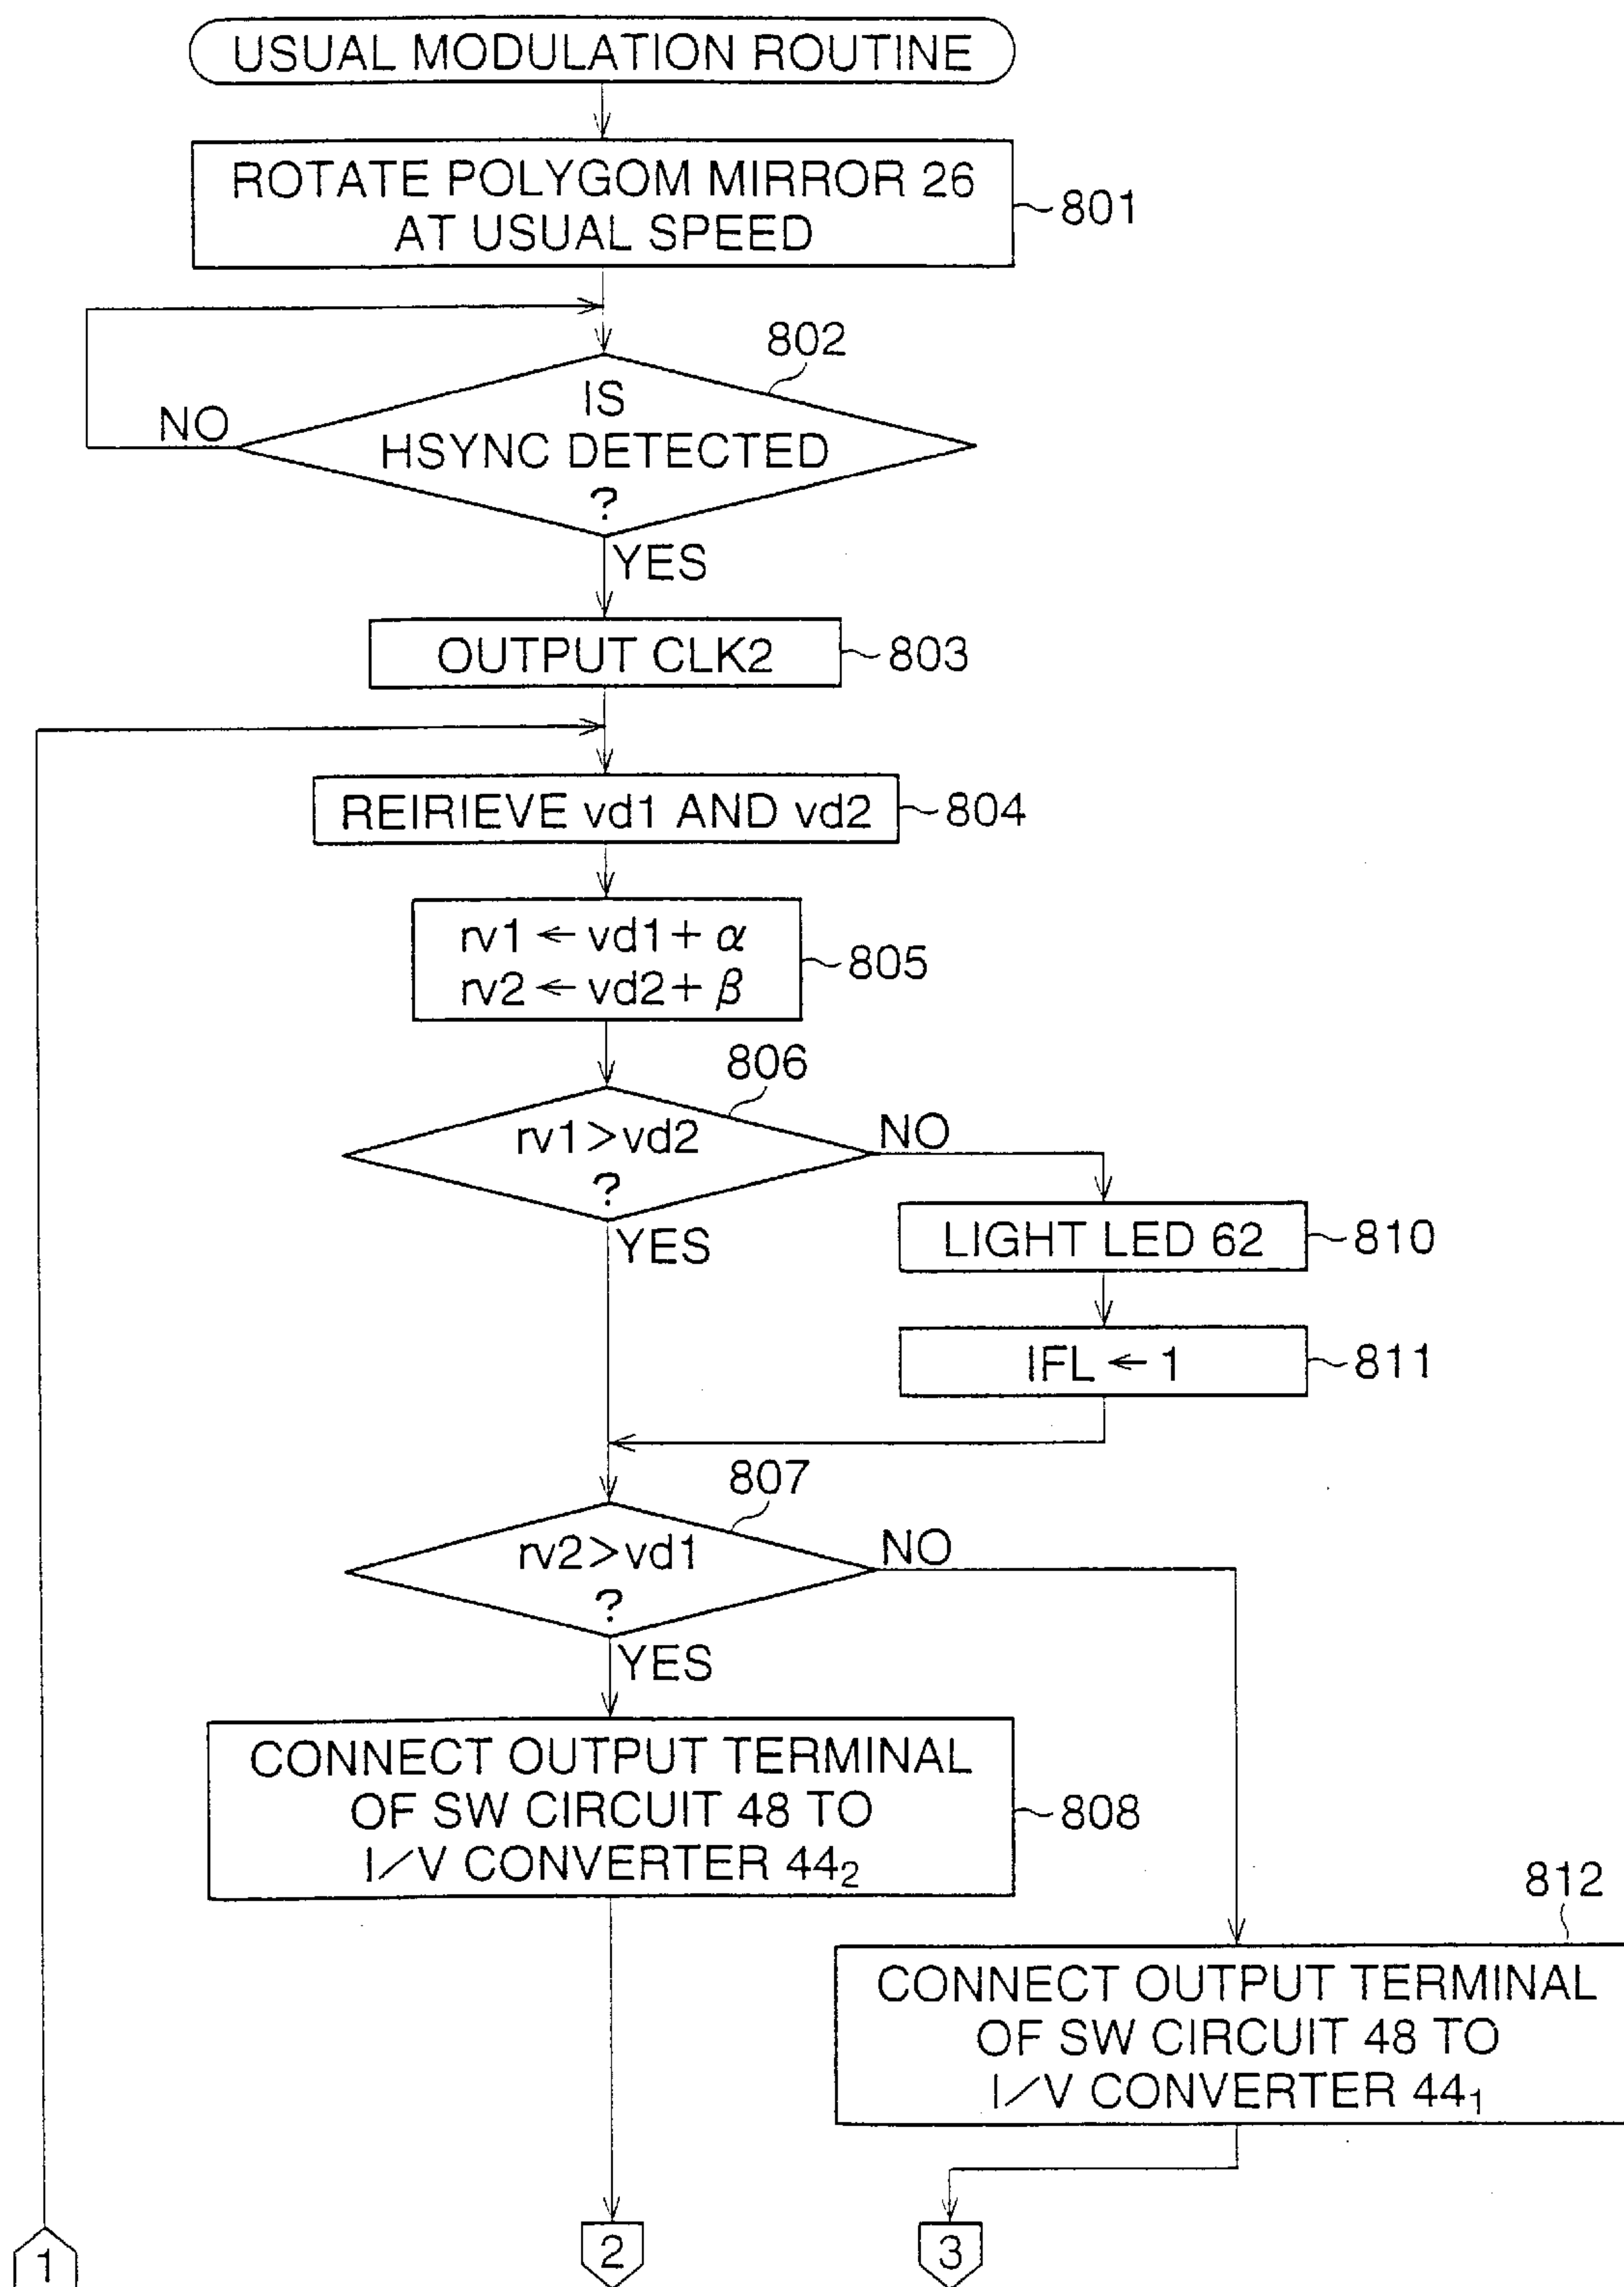 USUAL MODULATION ROUTINE
ROTATE POLYGOM MIRROR 26
AT USUAL SPEED
801
802
IS
HSYNC DETECTED
?
NO
YES
OUTPUT CLK2
803
REIRIEVE vd1 AND vd2
804
rv1 ← vd1 + α
rv2 ← vd2 + β
805
806
rv1 > vd2
?
NO
YES
LIGHT LED 62
810
IFL ← 1
811
807
rv2 > vd1
?
NO
YES
CONNECT OUTPUT TERMINAL
OF SW CIRCUIT 48 TO
I/V CONVERTER 44₂
808
812
CONNECT OUTPUT TERMINAL
OF SW CIRCUIT 48 TO
I/V CONVERTER 44₁
1
2
3